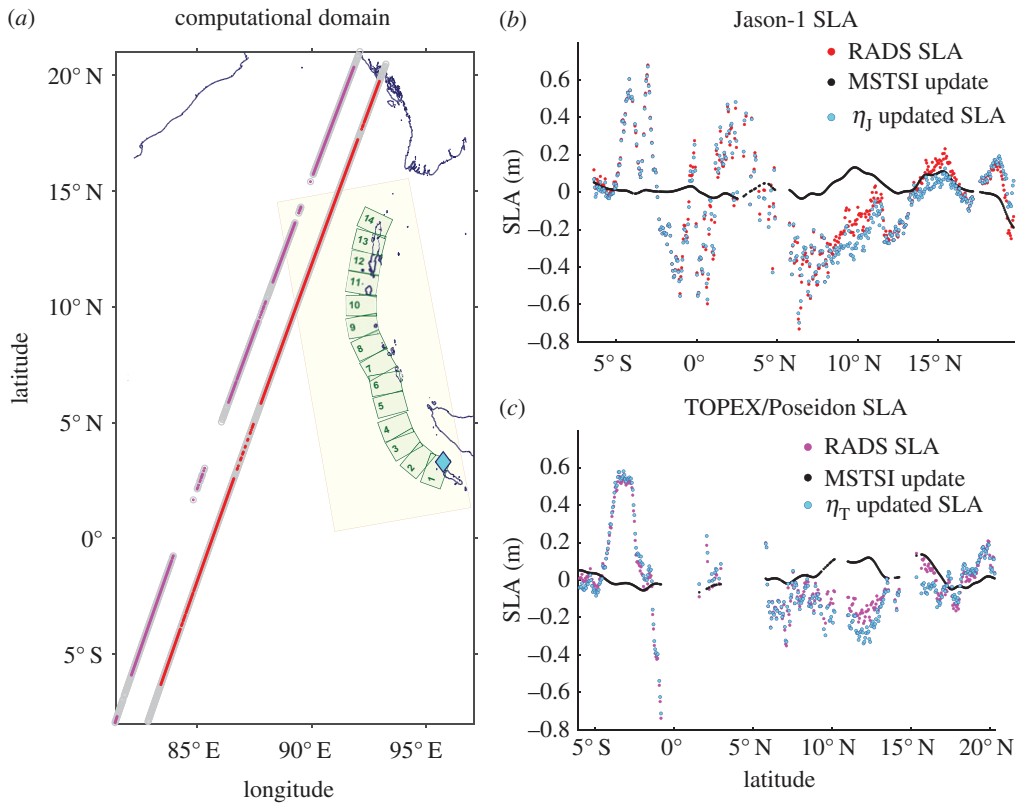 (a)
computational domain
20° N
15° N
10° N
5° N
0°
5° S
latitude
85° E
90° E
95° E
longitude
14
13
12
11
10
9
8
7
6
5
4
3
2
1
(b)
Jason-1 SLA
RADS SLA
MSTSI update
ηJ updated SLA
0.6
0.4
0.2
0
–0.2
–0.4
–0.6
–0.8
SLA (m)
5° S
0°
5° N
10° N
15° N
(c)
TOPEX/Poseidon SLA
RADS SLA
MSTSI update
ηT updated SLA
0.6
0.4
0.2
0
–0.2
–0.4
–0.6
–0.8
SLA (m)
5° S
0°
5° N
10° N
15° N
20° N
latitude